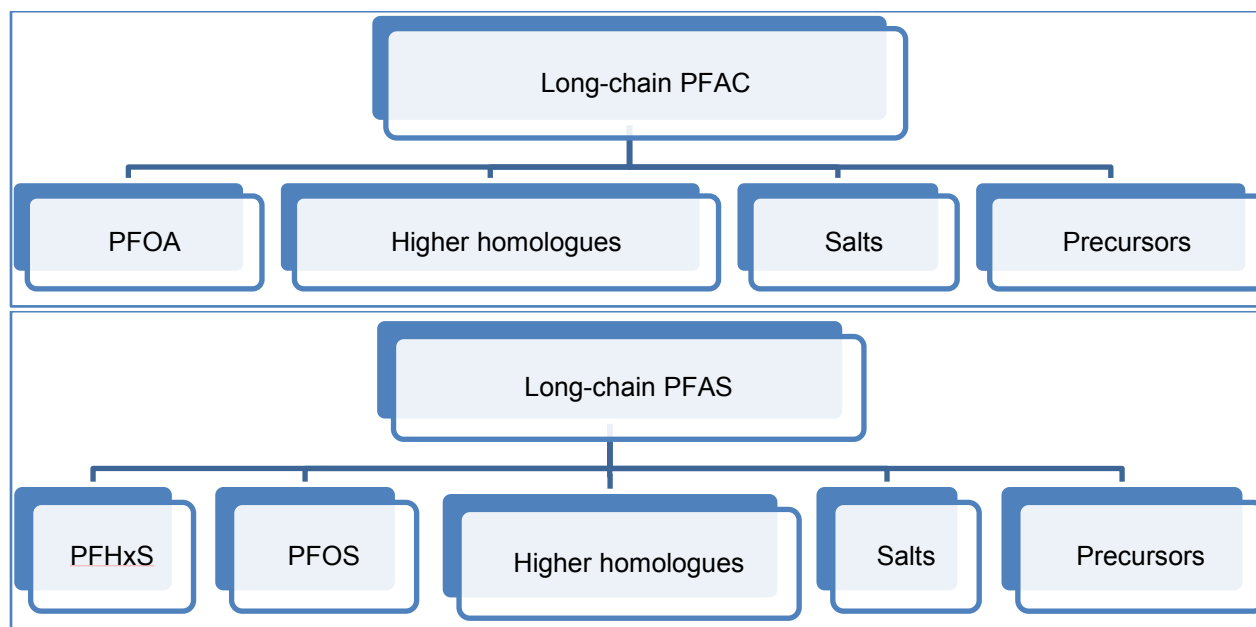 Long-chain PFAC
PFOA
Higher homologues
Salts
Precursors
Long-chain PFAS
PFHxS
PFOS
Higher homologues
Salts
Precursors